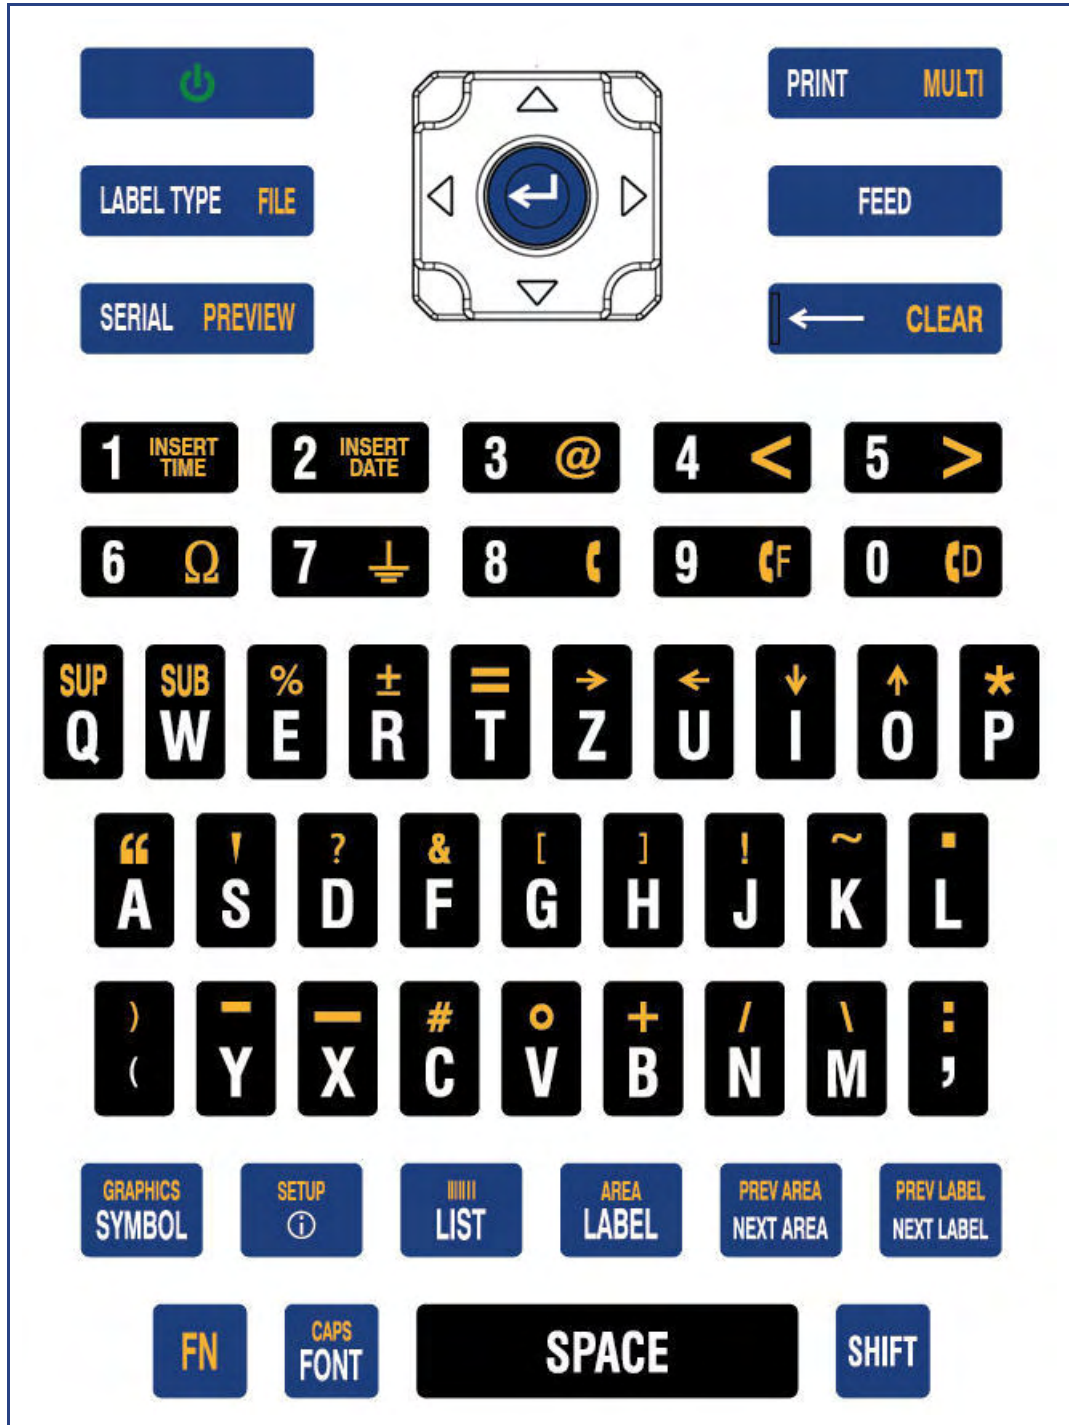 PRINT MULTI
LABEL TYPE FILE
FEED
SERIAL PREVIEW
← CLEAR
1 INSERT TIME 2 INSERT DATE 3 @ 4 < 5 >
6 Ω 7 ⏚ 8 9 F 0 D
SUP SUB % ± = → ← ↓ ↑ *
Q W E R T Z U I O P
“ ' ? & [ ] ! ~ .
A S D F G H J K L
) - — # ° + / \ :
( Y X C V B N M ,
GRAPHICS SETUP AREA PREV AREA PREV LABEL
SYMBOL ⓘ LIST LABEL NEXT AREA NEXT LABEL
CAPS
FN FONT SPACE SHIFT